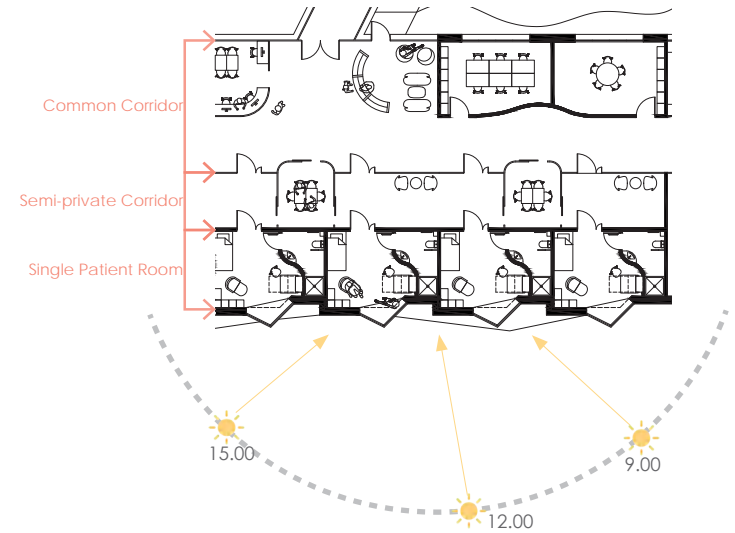 Common Corridor
Semi-private Corridor
Single Patient Room
15.00
9.00
12.00